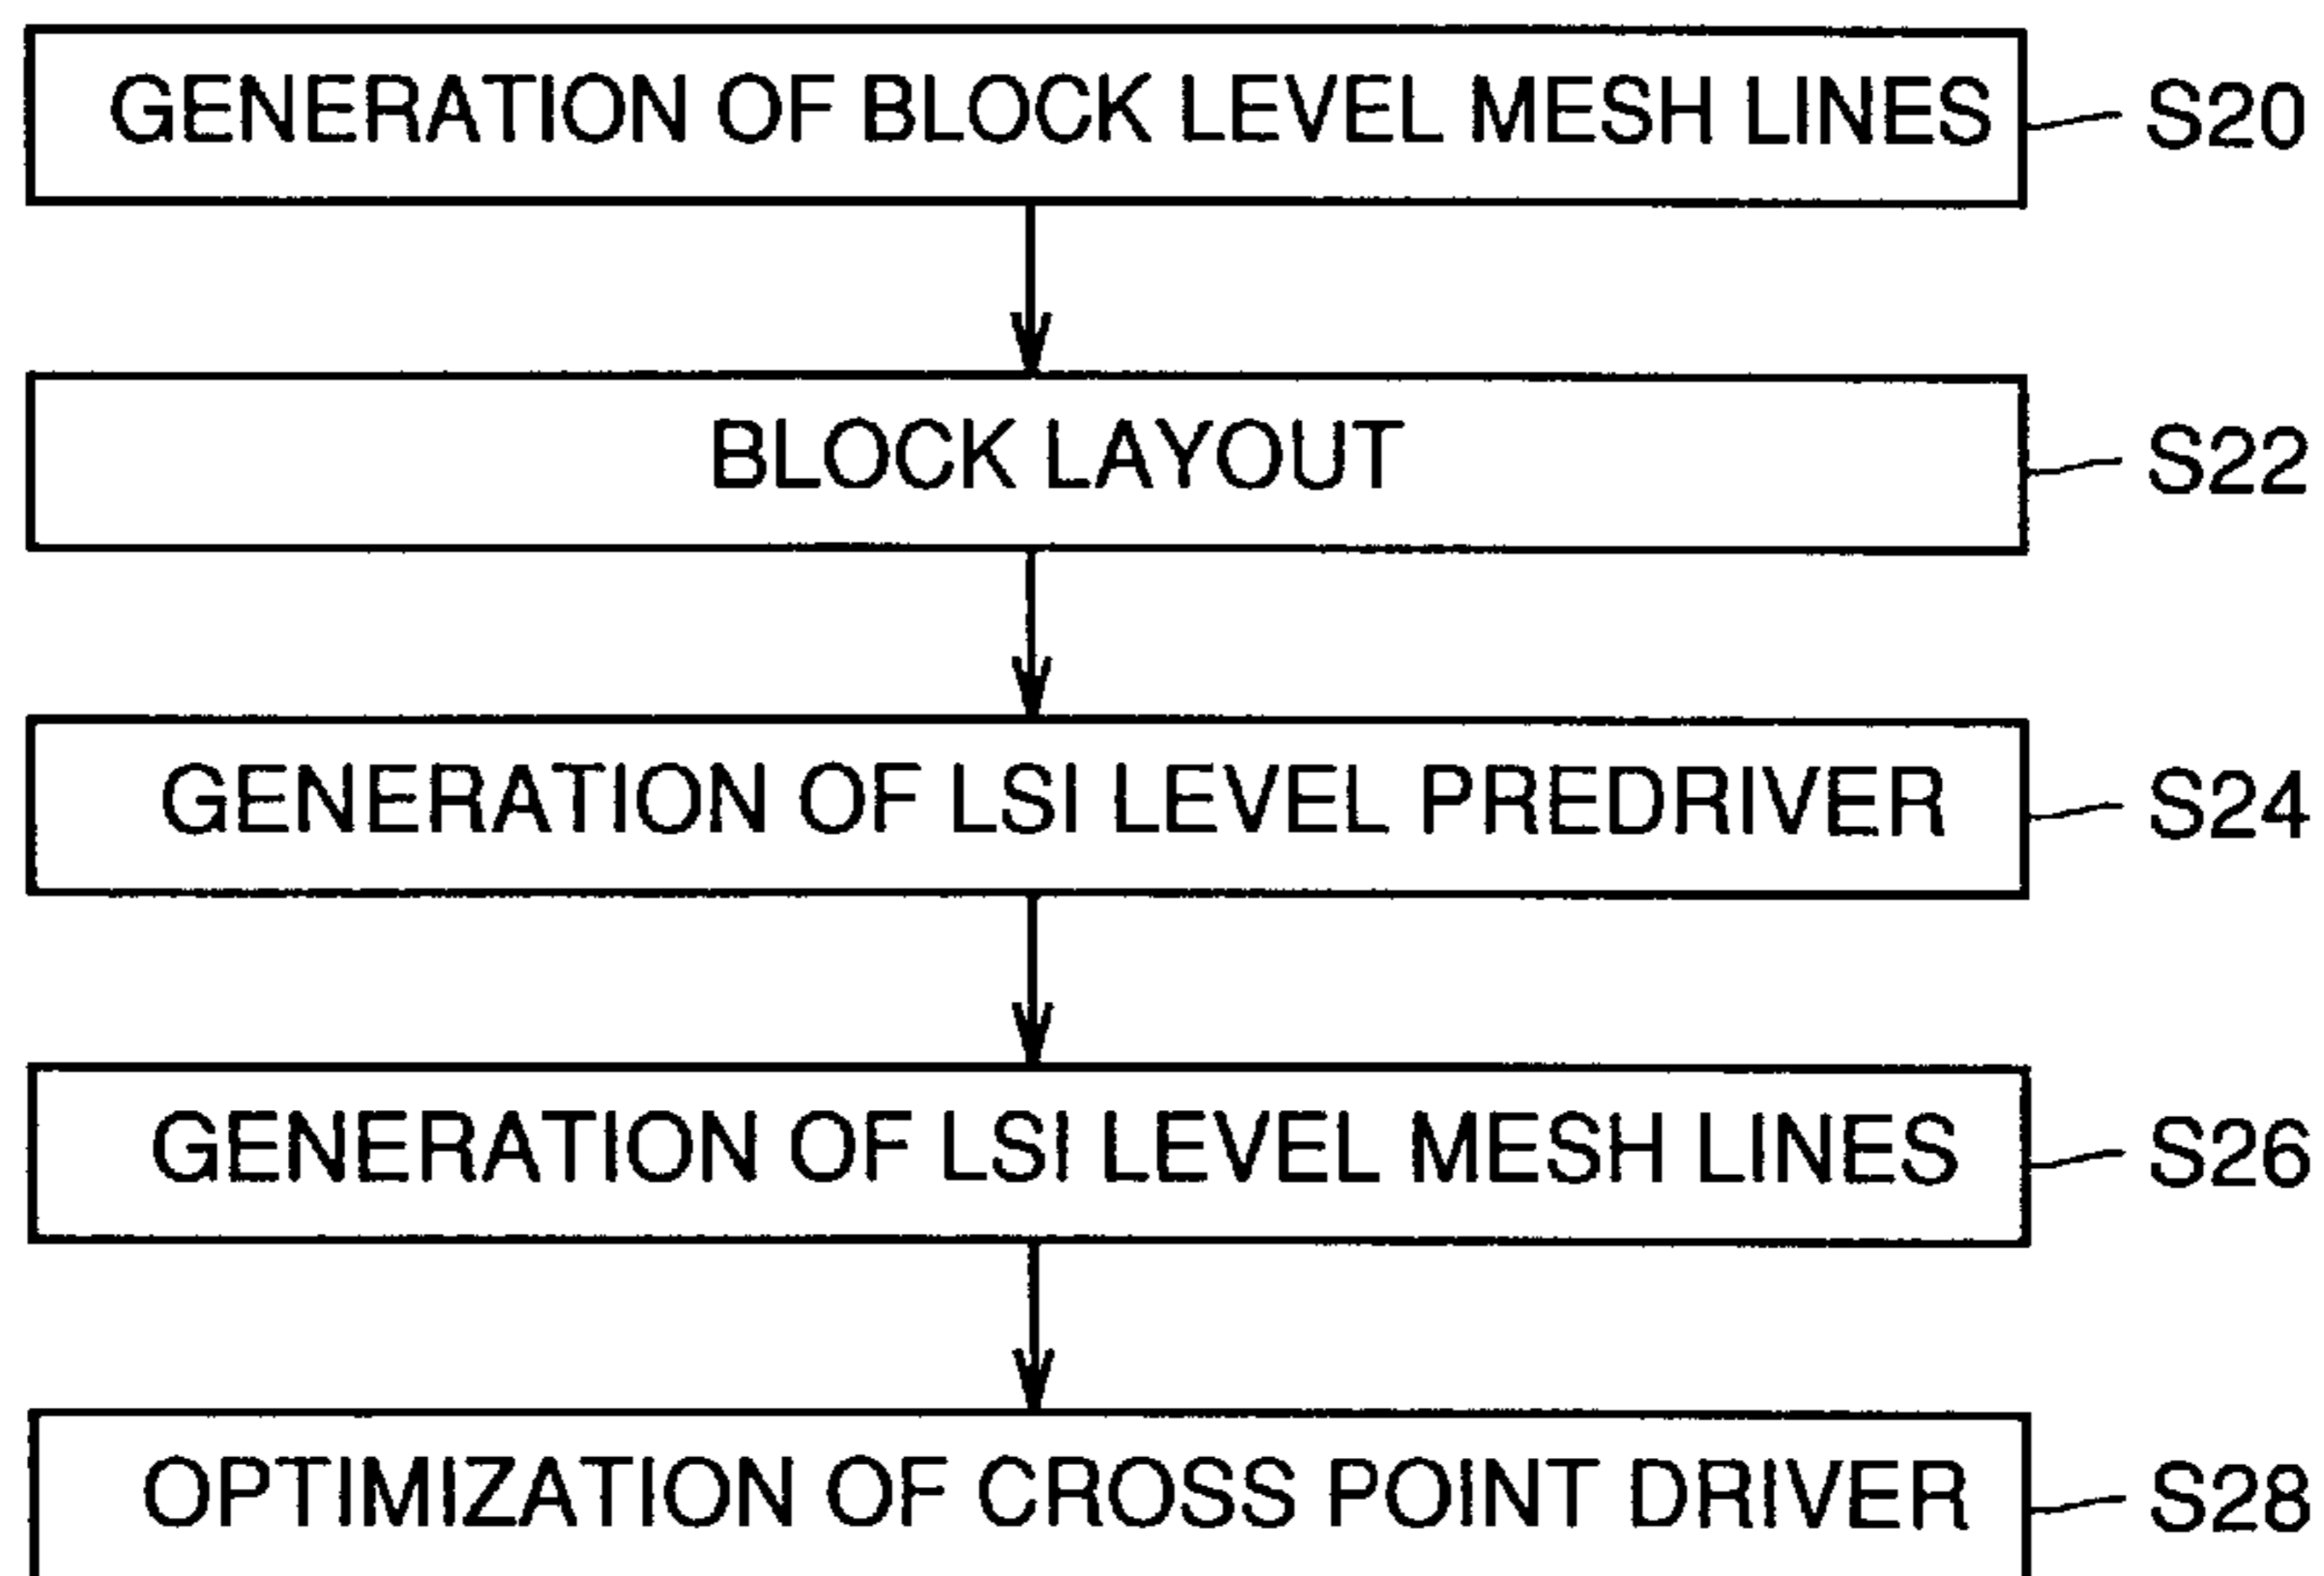 GENERATION OF BLOCK LEVEL MESH LINES S20
BLOCK LAYOUT S22
GENERATION OF LSI LEVEL PREDRIVER S24
GENERATION OF LSI LEVEL MESH LINES S26
OPTIMIZATION OF CROSS POINT DRIVER S28